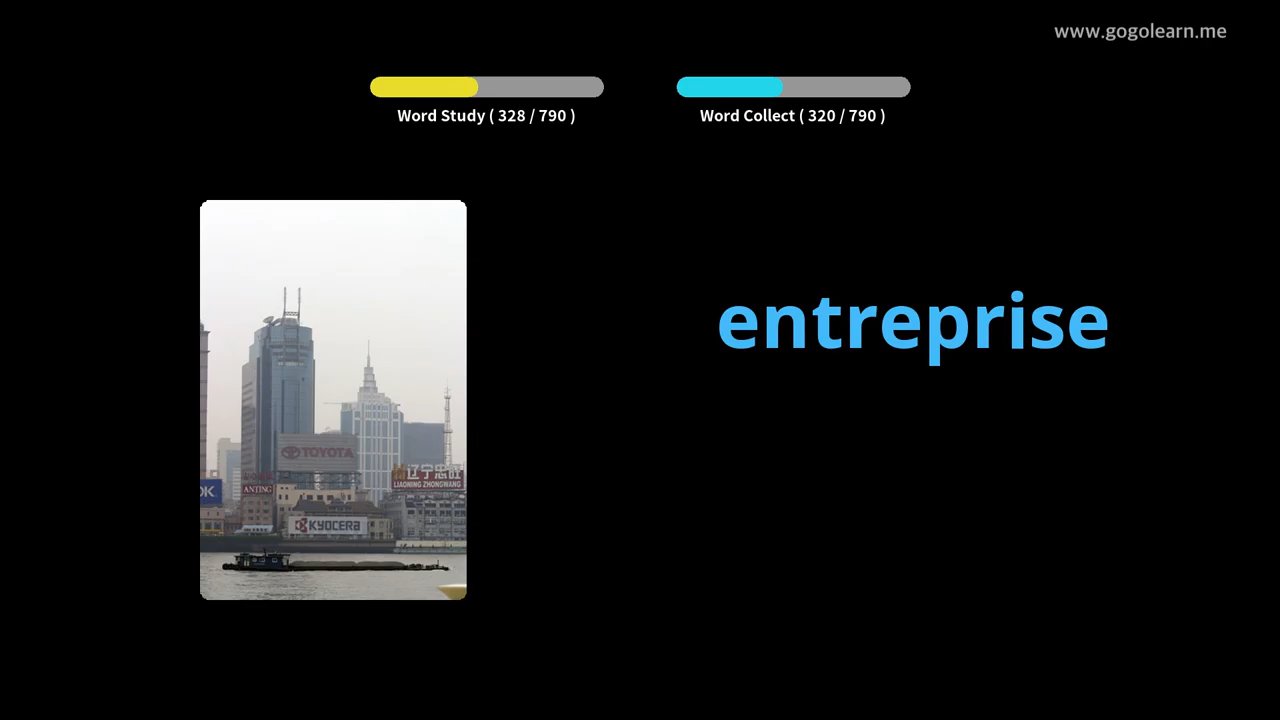 www.gogolearn.me
Word Study ( 328 / 790 )
Word Collect ( 320 / 790 )
entreprise
TOYOTA
辽宁忠旺
LIAONING ZHONGWANG
ANTING
KYOCERA